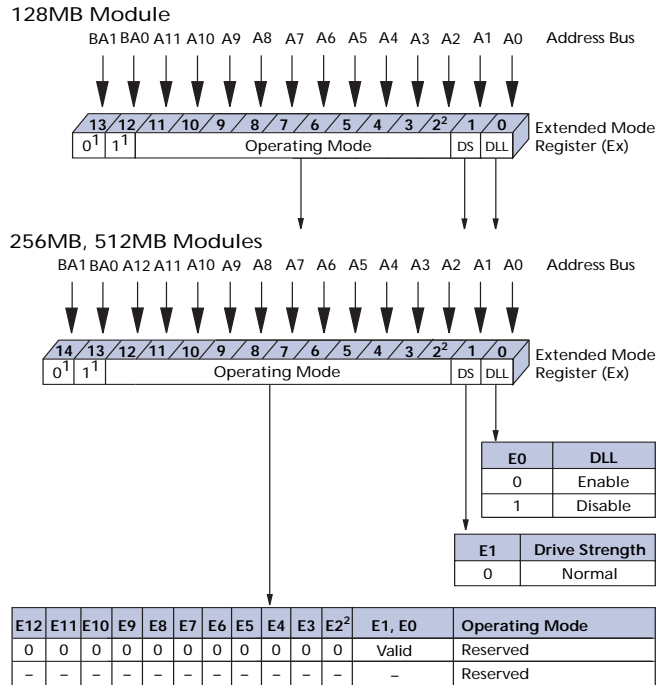 128MB Module
BA1 BA0 A11 A10 A9 A8 A7 A6 A5 A4 A3 A2 A1 A0 Address Bus
13 12 11 10 9 8 7 6 5 4 3 2² 1 0 Extended Mode
0¹ 1¹ Operating Mode DS DLL Register (Ex)
256MB, 512MB Modules
BA1 BA0 A12 A11 A10 A9 A8 A7 A6 A5 A4 A3 A2 A1 A0 Address Bus
14 13 12 11 10 9 8 7 6 5 4 3 2² 1 0 Extended Mode
0¹ 1¹ Operating Mode DS DLL Register (Ex)
E0 DLL
0 Enable
1 Disable
E1 Drive Strength
0 Normal
E12 E11 E10 E9 E8 E7 E6 E5 E4 E3 E2² E1, E0 Operating Mode
0 0 0 0 0 0 0 0 0 0 0 Valid Reserved
– – – – – – – – – – – – Reserved